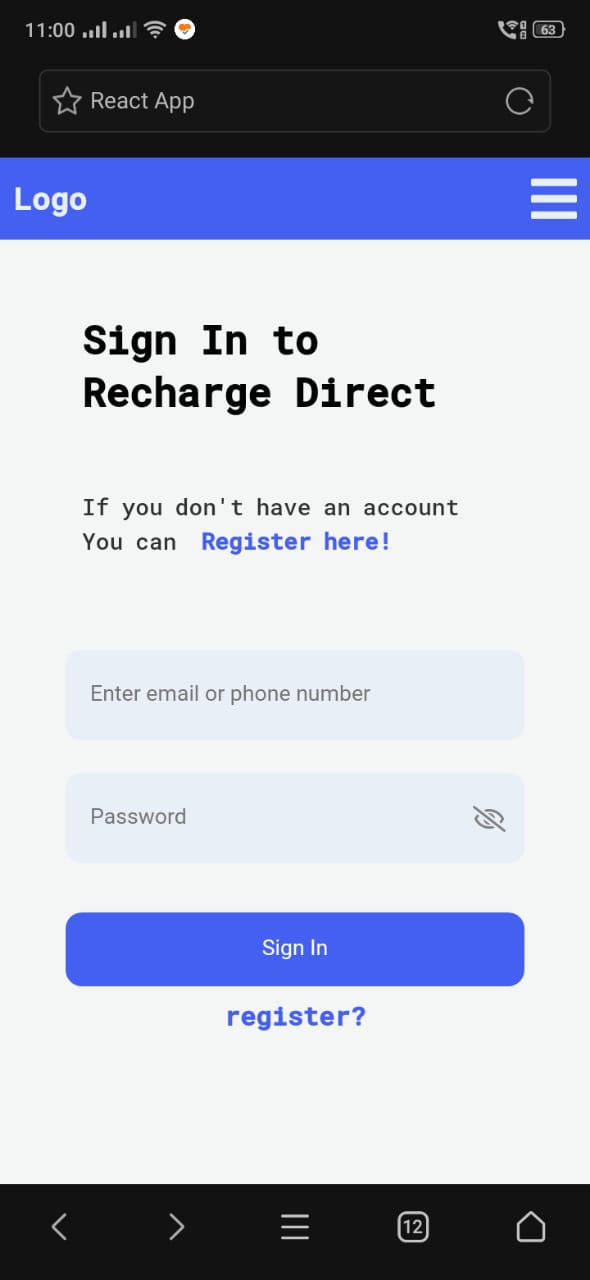 11:00
63
React App
Logo
Sign In to
Recharge Direct
If you don't have an account
You can Register here!
Enter email or phone number
Password
Sign In
register?
12